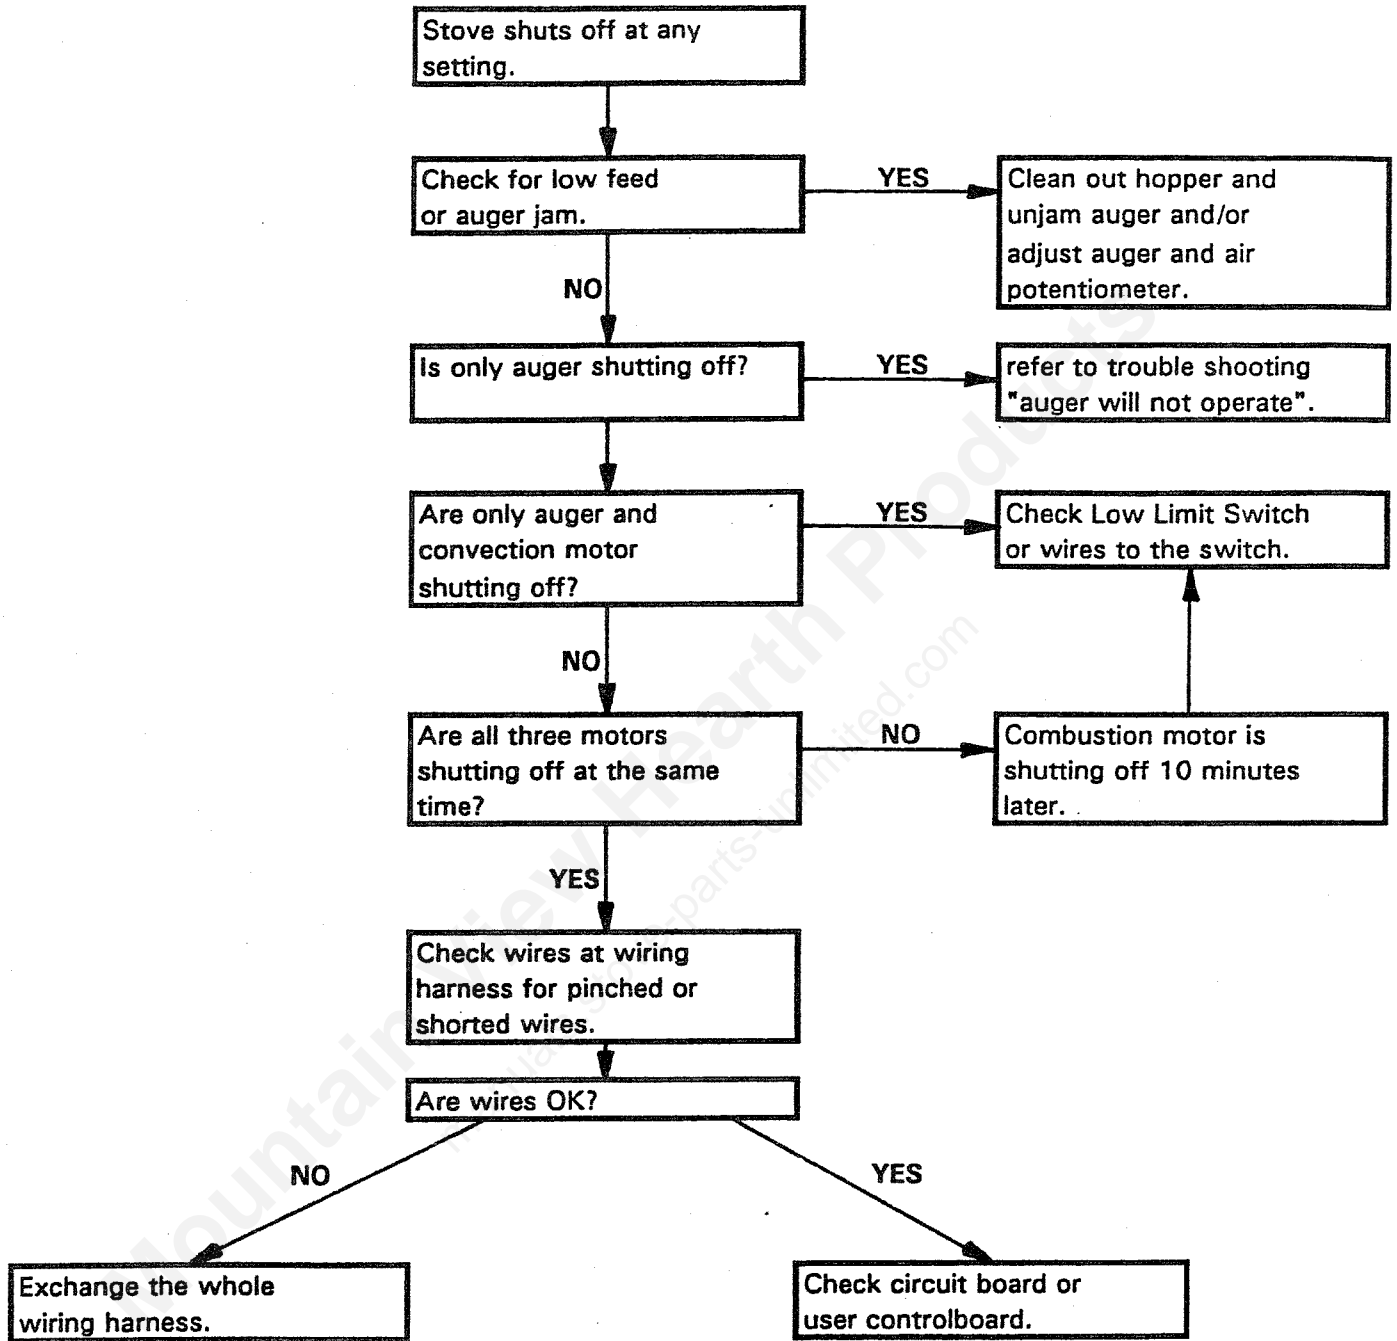 Stove shuts off at any
setting.
Check for low feed
or auger jam.
YES
Clean out hopper and
unjam auger and/or
adjust auger and air
potentiometer.
NO
Is only auger shutting off?
YES
refer to trouble shooting
"auger will not operate".
Are only auger and
convection motor
shutting off?
YES
Check Low Limit Switch
or wires to the switch.
NO
Are all three motors
shutting off at the same
time?
NO
Combustion motor is
shutting off 10 minutes
later.
YES
Check wires at wiring
harness for pinched or
shorted wires.
Are wires OK?
NO
YES
Exchange the whole
wiring harness.
Check circuit board or
user controlboard.
Mountain View Hearth Products